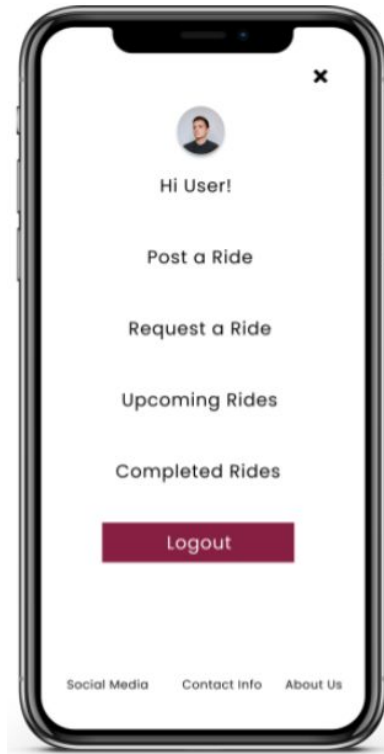 Hi User!
Post a Ride
Request a Ride
Upcoming Rides
Completed Rides
Logout
Social Media Contact Info About Us